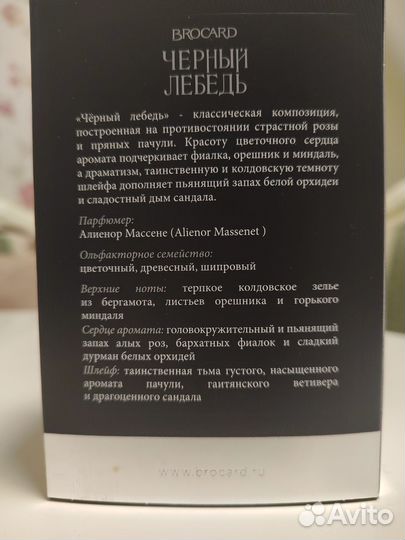 BROCARD
ЧЕРНЫЙ
ЛЕБЕДЬ
«Чёрный лебедь» - классическая композиция,
построенная на противостоянии страстной розы
и пряных пачули. Красоту цветочного сердца
аромата подчеркивает фиалка, орешник и миндаль,
а драматизм, таинственную и колдовскую темноту
шлейфа дополняет пьянящий запах белой орхидеи
и сладостный дым сандала.
Парфюмер:
Алиенор Массене (Alienor Massenet )
Ольфакторное семейство:
цветочный, древесный, шипровый
Верхние ноты: терпкое колдовское зелье
из бергамота, листьев орешника и горького
миндаля
Сердце аромата: головокружительный и пьянящий
запах алых роз, бархатных фиалок и сладкий
дурман белых орхидей
Шлейф: таинственная тьма густого, насыщенного
аромата пачули, гаитянского ветивера
и драгоценного сандала
www.brocard.ru
Avito